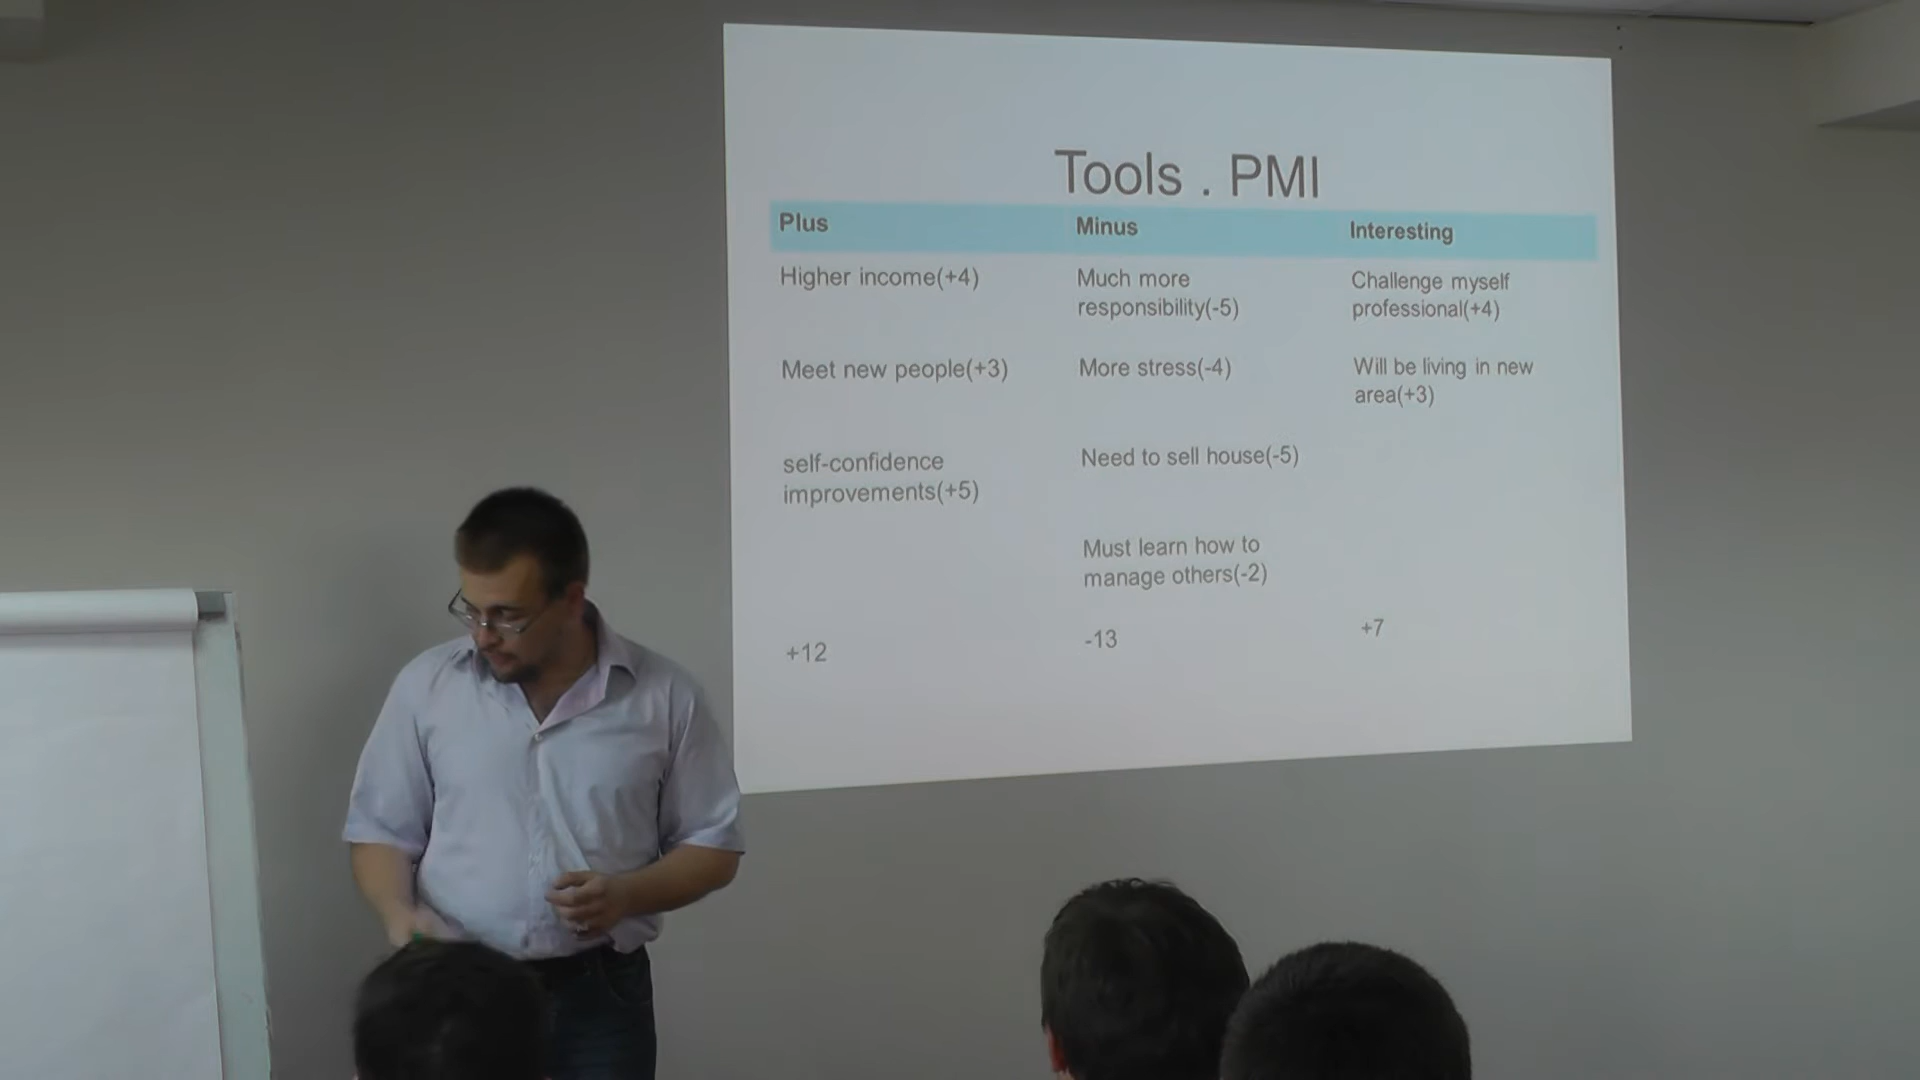 Tools . PMI
Plus
Minus
Interesting
Higher income(+4)
Much more
responsibility(-5)
Challenge myself
professional(+4)
Meet new people(+3)
More stress(-4)
Will be living in new
area(+3)
self-confidence
improvements(+5)
Need to sell house(-5)
Must learn how to
manage others(-2)
+12
-13
+7